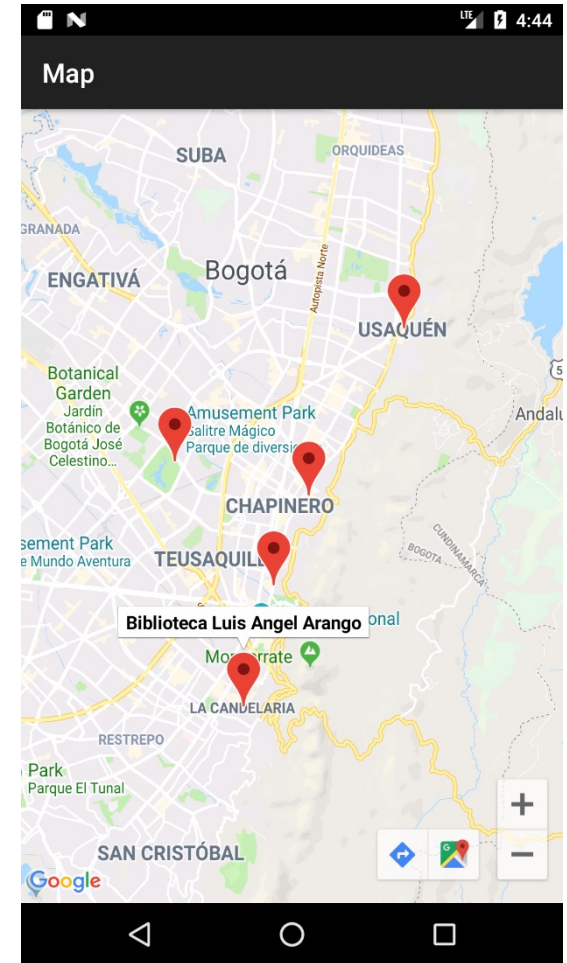 LTE 4:44
Map
SUBA
ORQUIDEAS
GRANADA
Bogotá
ENGATIVÁ
Autopista Norte
USAQUÉN
5
Botanical
Garden
Jardín
Botánico de
Bogotá José
Celestino...
Amusement Park
Salitre Mágico
Parque de diversi
Andalu
CHAPINERO
CUNDINAMARCA
BOGOTA
sement Park
e Mundo Aventura
TEUSAQUIL
Biblioteca Luis Angel Arango
onal
LA CANDELARIA
RESTREPO
Park
Parque El Tunal
+
SAN CRISTÓBAL
G
−
Google